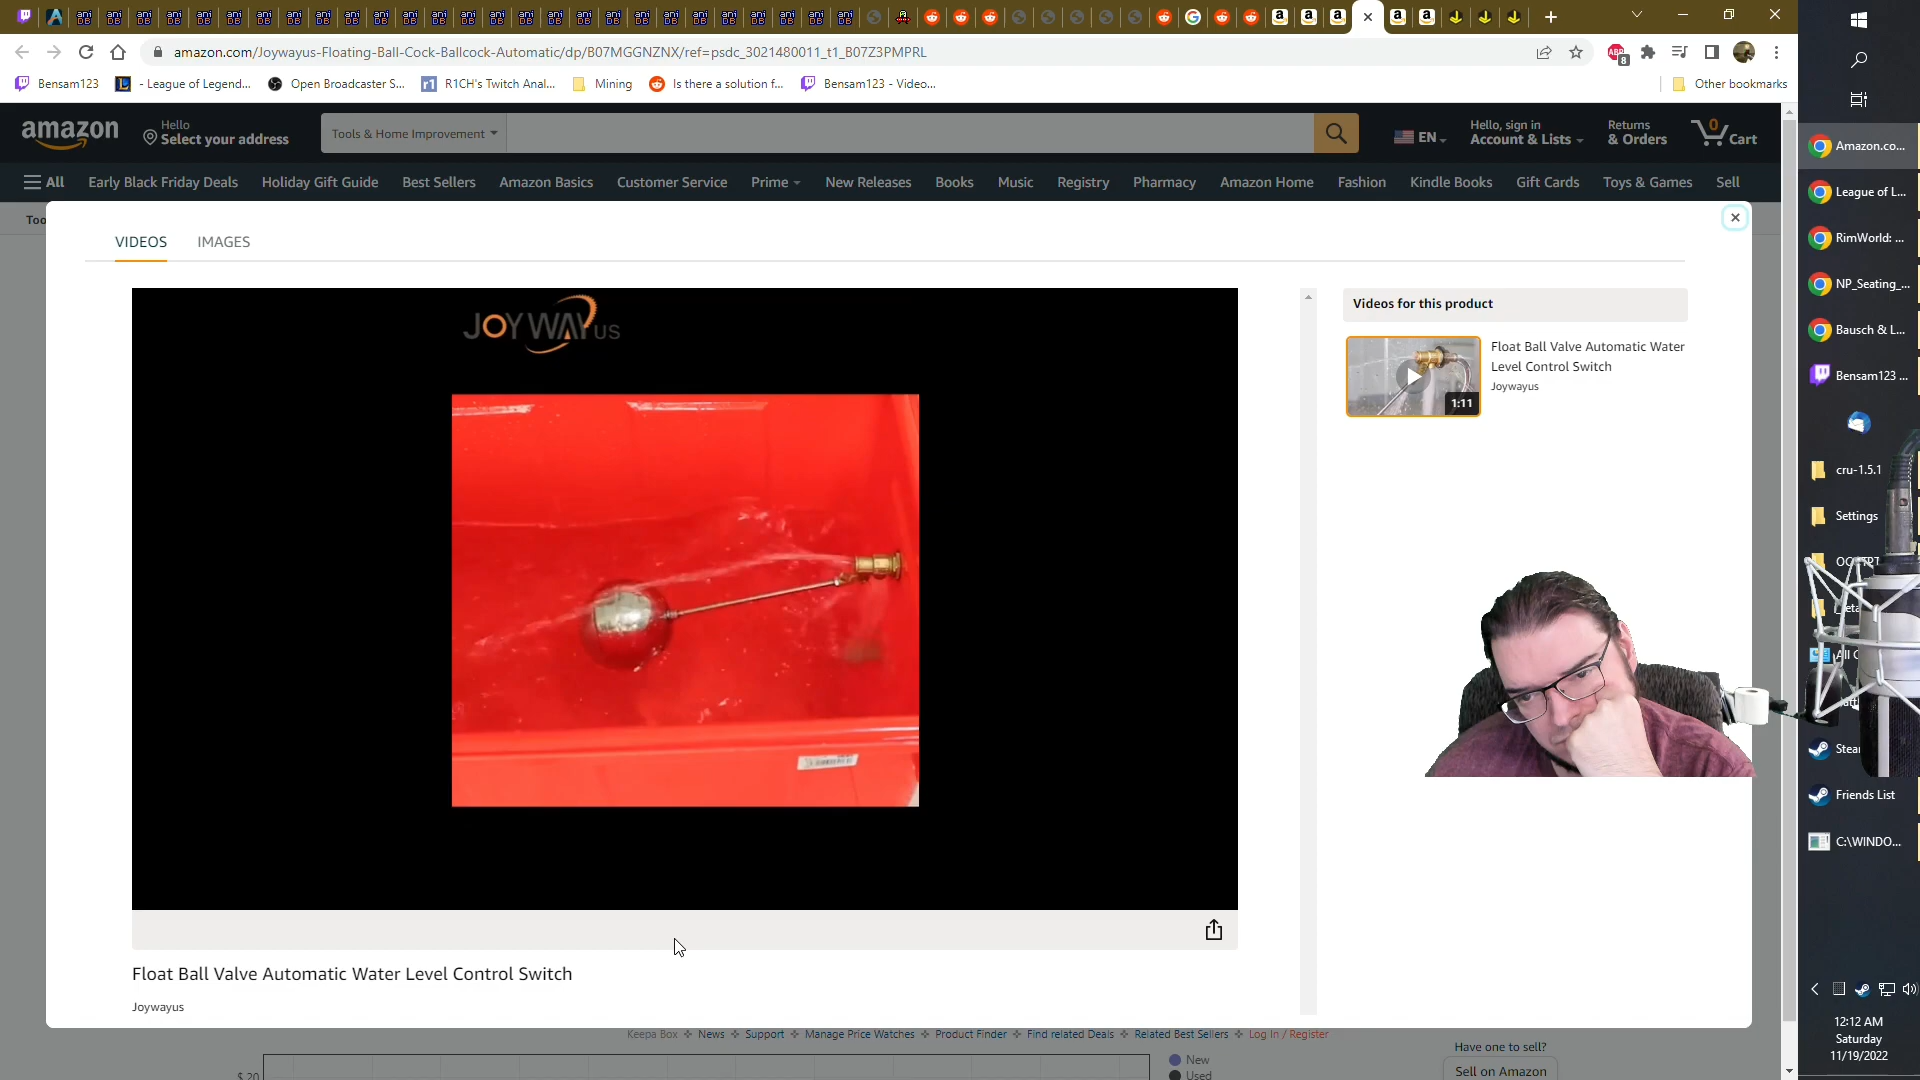 amazon.com/Joywayus-Floating-Ball-Cock-Ballcock-Automatic/dp/B07MGGNZNX/ref=psdc_3021480011_t1_B07Z3PMPRL
Bensam123
- League of Legend...
Open Broadcaster S...
R1CH's Twitch Anal...
Mining
Is there a solution f...
Bensam123 - Video...
Other bookmarks
amazon
Hello
Select your address
Tools & Home Improvement
EN
Hello, sign in
Account & Lists
Returns
& Orders
0
Cart
All
Early Black Friday Deals
Holiday Gift Guide
Best Sellers
Amazon Basics
Customer Service
Prime
New Releases
Books
Music
Registry
Pharmacy
Amazon Home
Fashion
Kindle Books
Gift Cards
Toys & Games
Sell
Too
VIDEOS
IMAGES
JOYWAYUS
Videos for this product
Float Ball Valve Automatic Water
Level Control Switch
Joywayus
1:11
Float Ball Valve Automatic Water Level Control Switch
Joywayus
Keepa Box
News
Support
Manage Price Watches
Product Finder
Find related Deals
Related Best Sellers
Log In / Register
$ 20
New
Used
Have one to sell?
Sell on Amazon
Amazon.co...
League of L...
RimWorld: ...
NP_Seating_...
Bausch & L...
Bensam123 ...
cru-1.5.1
Settings
All C
Friends List
C:\WINDO...
12:12 AM
Saturday
11/19/2022